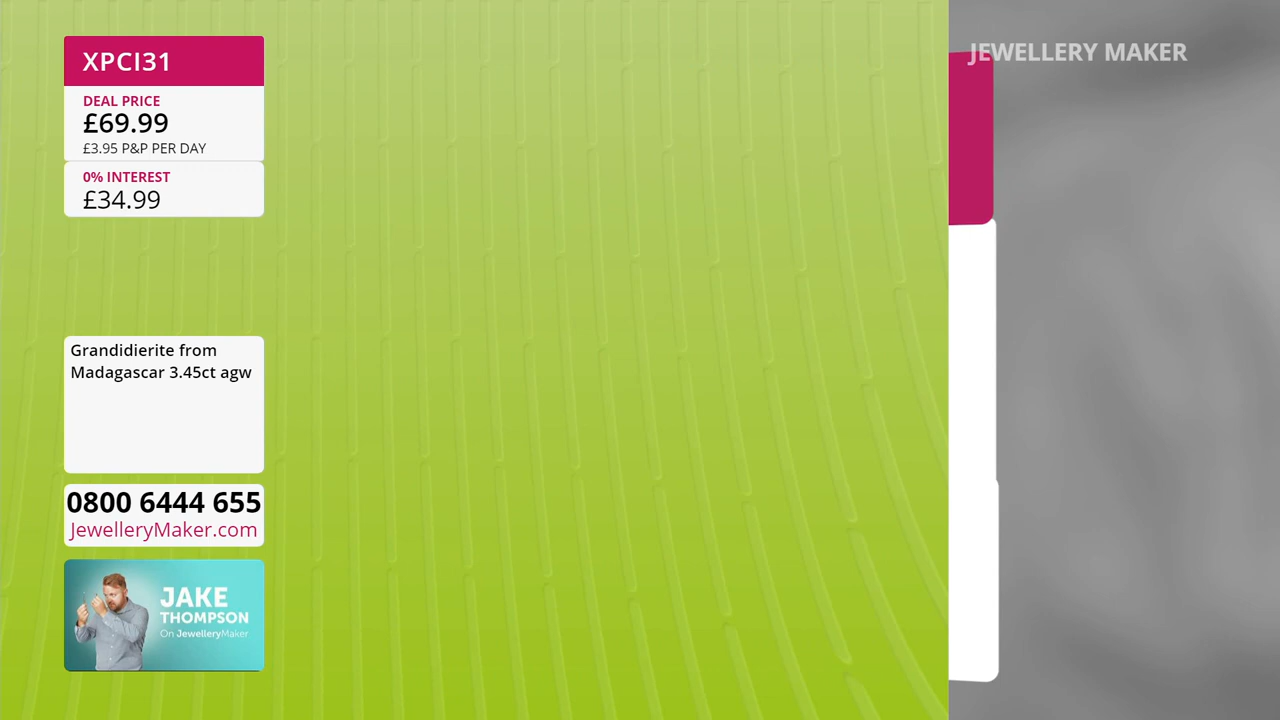 XPCI31
DEAL PRICE
£69.99
£3.95 P&P PER DAY
0% INTEREST
£34.99
Grandidierite from
Madagascar 3.45ct agw
0800 6444 655
JewelleryMaker.com
JAKE
THOMPSON
On JewelleryMaker
JEWELLERY MAKER